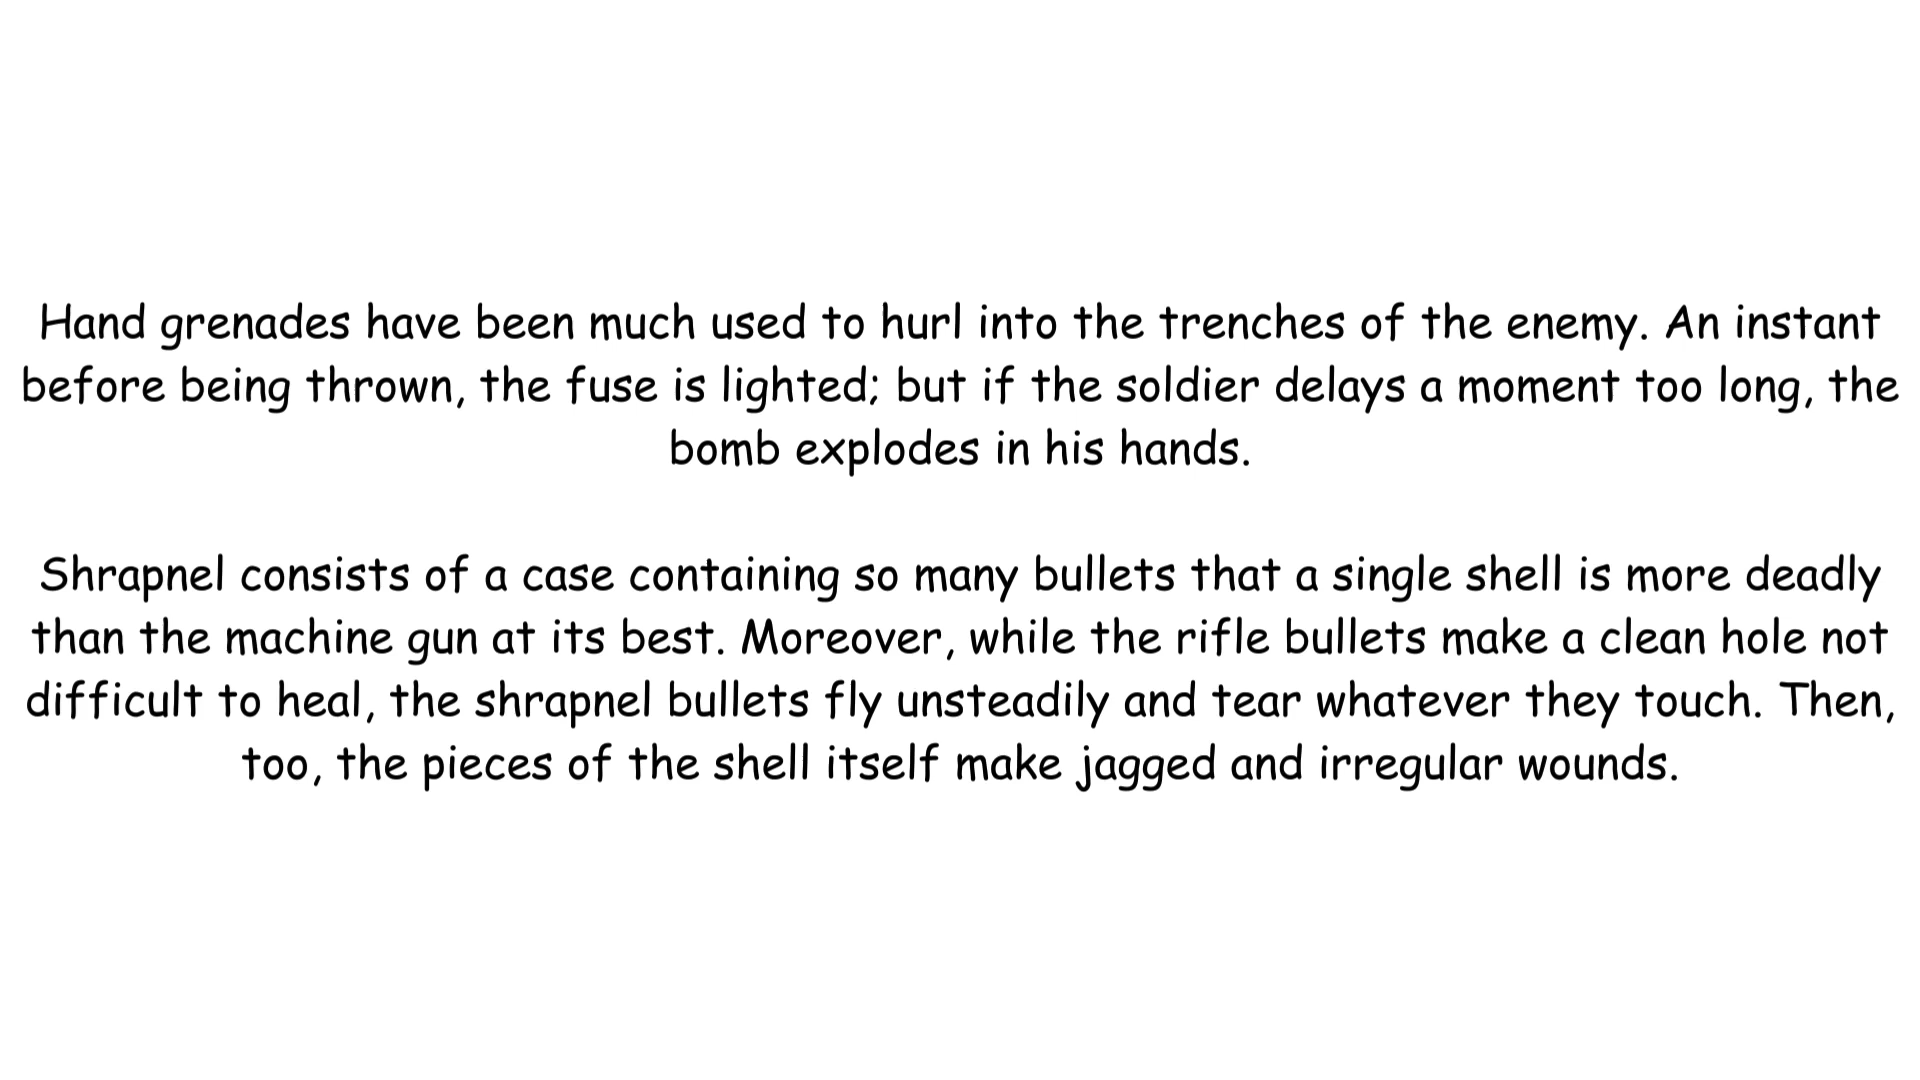 Hand grenades have been much used to hurl into the trenches of the enemy. An instant
before being thrown, the fuse is lighted; but if the soldier delays a moment too long, the
bomb explodes in his hands.
Shrapnel consists of a case containing so many bullets that a single shell is more deadly
than the machine gun at its best. Moreover, while the rifle bullets make a clean hole not
difficult to heal, the shrapnel bullets fly unsteadily and tear whatever they touch. Then,
too, the pieces of the shell itself make jagged and irregular wounds.